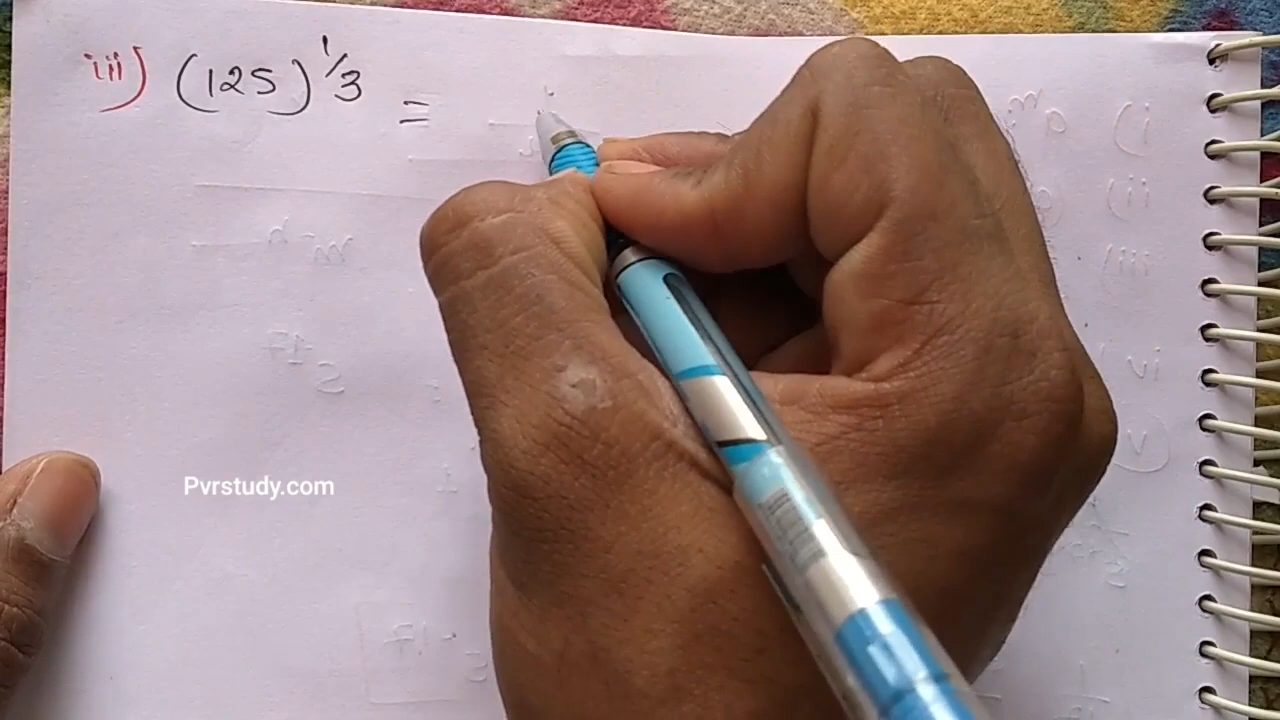 iii) (125)^1/3 =
Pvrstudy.com